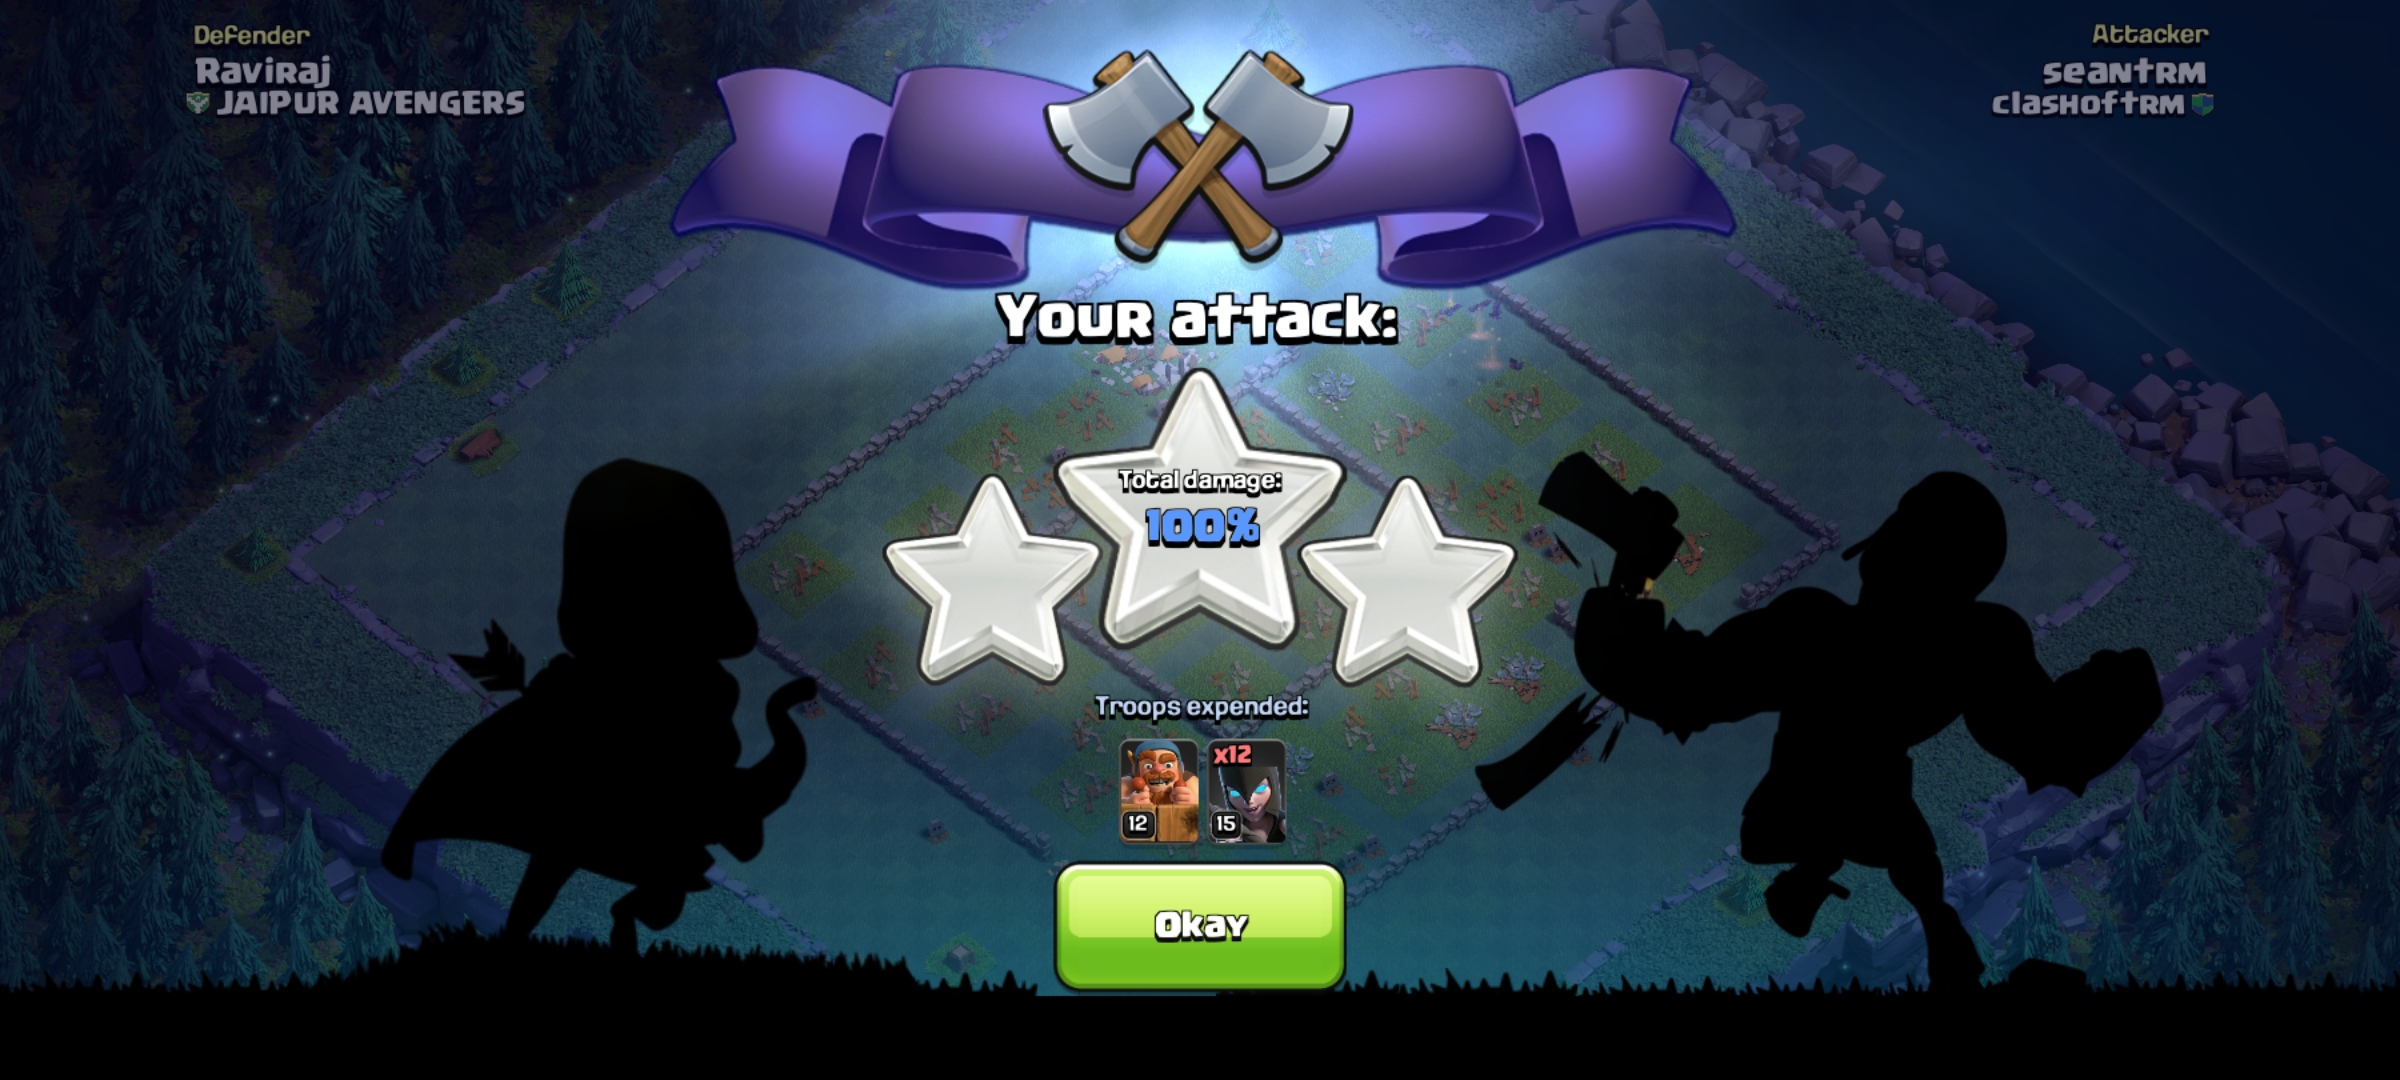 Defender
Raviraj
JAIPUR AVENGERS
Attacker
seantRM
clashoftRM
Your attack:
Total damage:
100%
Troops expended:
12
x12
15
Okay